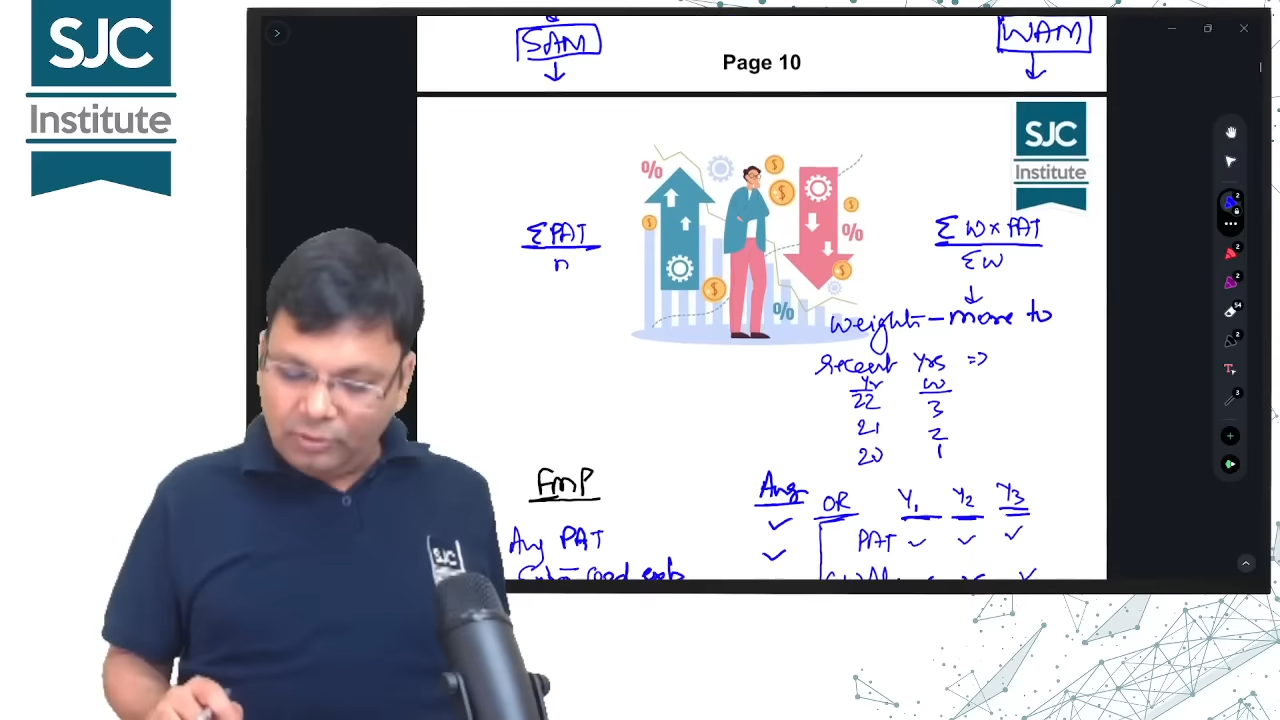 SJC
Institute
SAM
WAM
Page 10
SJC
Institute
%
$
$
$
%
$
$
%
ΣPAT
n
Σ W x PAT
ΣW
weight - more to
recent yrs =>
Yr W
22 3
21 2
20 1
FMP
Avg PAT
Avg OR Y1 Y2 Y3
PAT
SJC